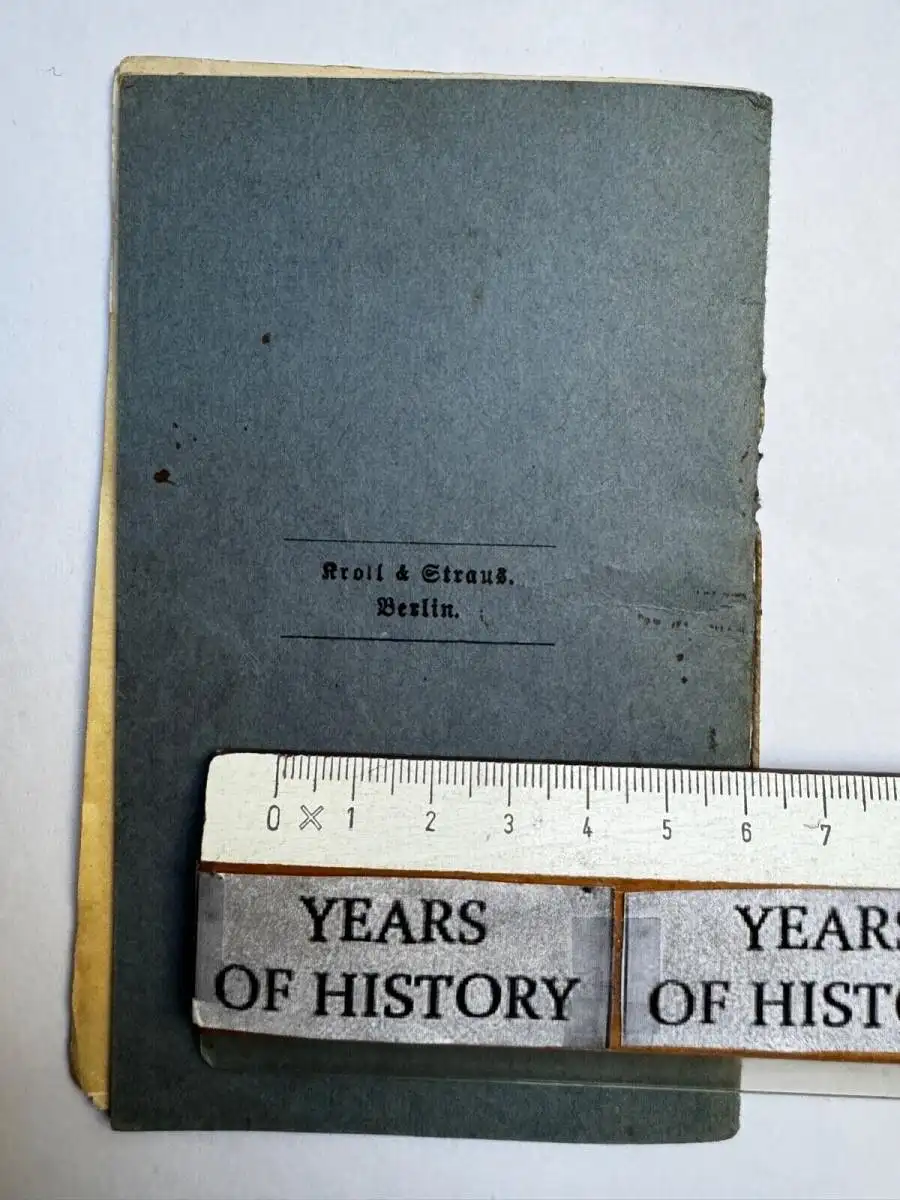 Kroll & Straus.
Berlin.
0 1 2 3 4 5 6 7
YEARS
OF HISTORY
YEARS
OF HISTO